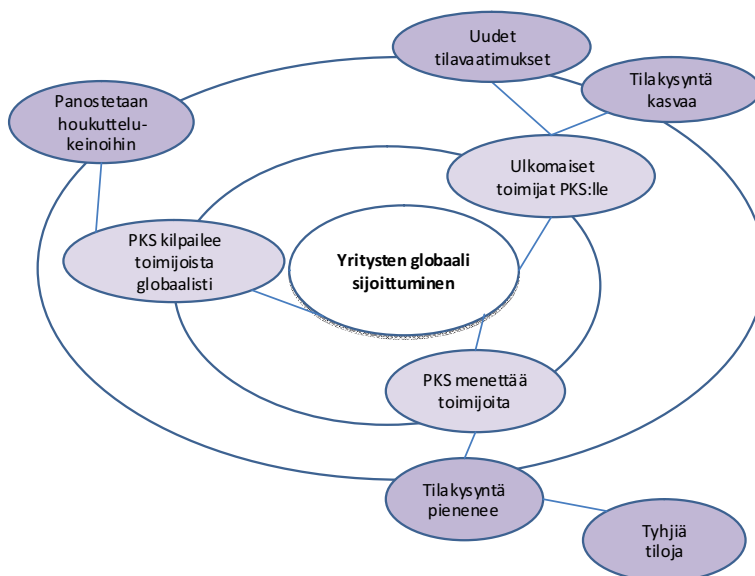 Uudet
tilavaatimukset
Tilakysyntä
kasvaa
Panostetaan
houkuttelu-
keinoihin
Ulkomaiset
toimijat PKS:lle
PKS kilpailee
toimijoista
globaalisti
Yritysten globaali
sijoittuminen
PKS menettää
toimijoita
Tilakysyntä
pienenee
Tyhjiä
tiloja